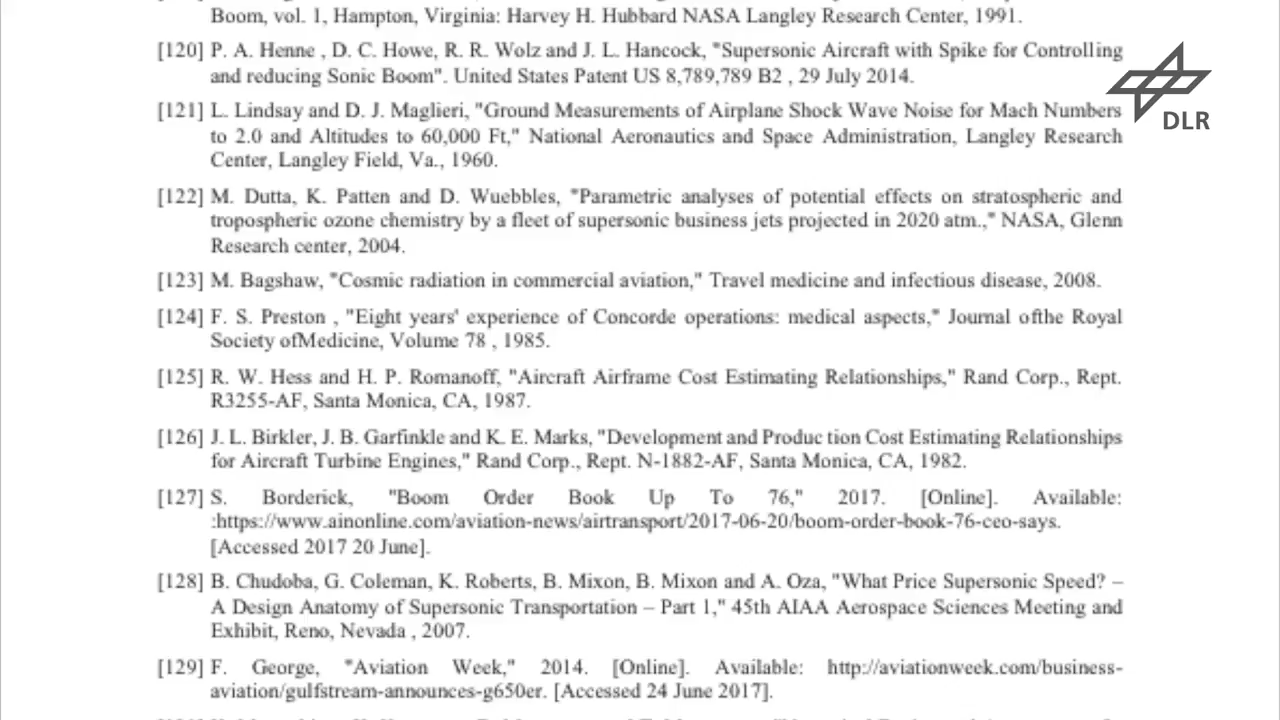 Boom, vol. 1, Hampton, Virginia: Harvey H. Hubbard NASA Langley Research Center, 1991.
[120] P. A. Henne , D. C. Howe, R. R. Wolz and J. L. Hancock, "Supersonic Aircraft with Spike for Controlling
and reducing Sonic Boom". United States Patent US 8,789,789 B2 , 29 July 2014.
DLR
[121] L. Lindsay and D. J. Maglieri, "Ground Measurements of Airplane Shock Wave Noise for Mach Numbers
to 2.0 and Altitudes to 60,000 Ft," National Aeronautics and Space Administration, Langley Research
Center, Langley Field, Va., 1960.
[122] M. Dutta, K. Patten and D. Wuebbles, "Parametric analyses of potential effects on stratospheric and
tropospheric ozone chemistry by a fleet of supersonic business jets projected in 2020 atm.," NASA, Glenn
Research center, 2004.
[123] M. Bagshaw, "Cosmic radiation in commercial aviation," Travel medicine and infectious disease, 2008.
[124] F. S. Preston , "Eight years' experience of Concorde operations: medical aspects," Journal ofthe Royal
Society ofMedicine, Volume 78 , 1985.
[125] R. W. Hess and H. P. Romanoff, "Aircraft Airframe Cost Estimating Relationships," Rand Corp., Rept.
R3255-AF, Santa Monica, CA, 1987.
[126] J. L. Birkler, J. B. Garfinkle and K. E. Marks, "Development and Produc tion Cost Estimating Relationships
for Aircraft Turbine Engines," Rand Corp., Rept. N-1882-AF, Santa Monica, CA, 1982.
[127] S. Borderick, "Boom Order Book Up To 76," 2017. [Online]. Available:
:https://www.ainonline.com/aviation-news/airtransport/2017-06-20/boom-order-book-76-ceo-says.
[Accessed 2017 20 June].
[128] B. Chudoba, G. Coleman, K. Roberts, B. Mixon, B. Mixon and A. Oza, "What Price Supersonic Speed? –
A Design Anatomy of Supersonic Transportation – Part 1," 45th AIAA Aerospace Sciences Meeting and
Exhibit, Reno, Nevada , 2007.
[129] F. George, "Aviation Week," 2014. [Online]. Available: http://aviationweek.com/business-
aviation/gulfstream-announces-g650er. [Accessed 24 June 2017].